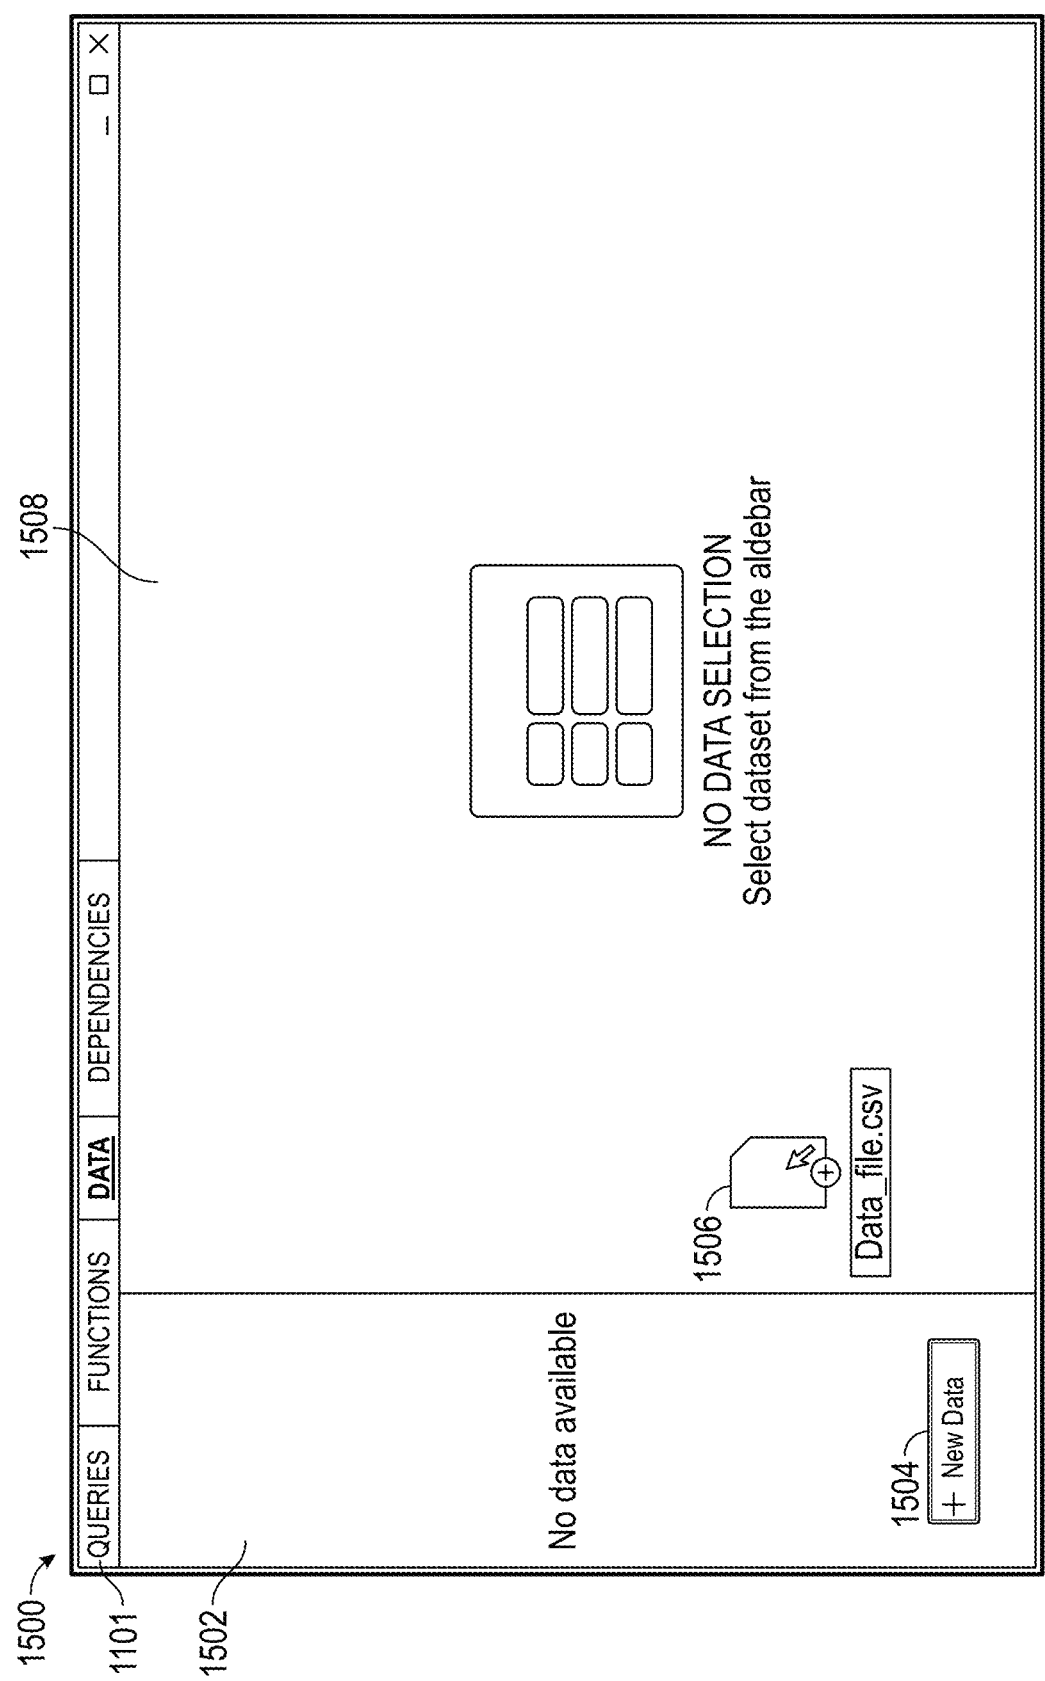 1500
1508
1101
QUERIES FUNCTIONS DATA DEPENDENCIES
1502
No data available
NO DATA SELECTION
Select dataset from the aldebar
1506
Data_file.csv
1504
+ New Data